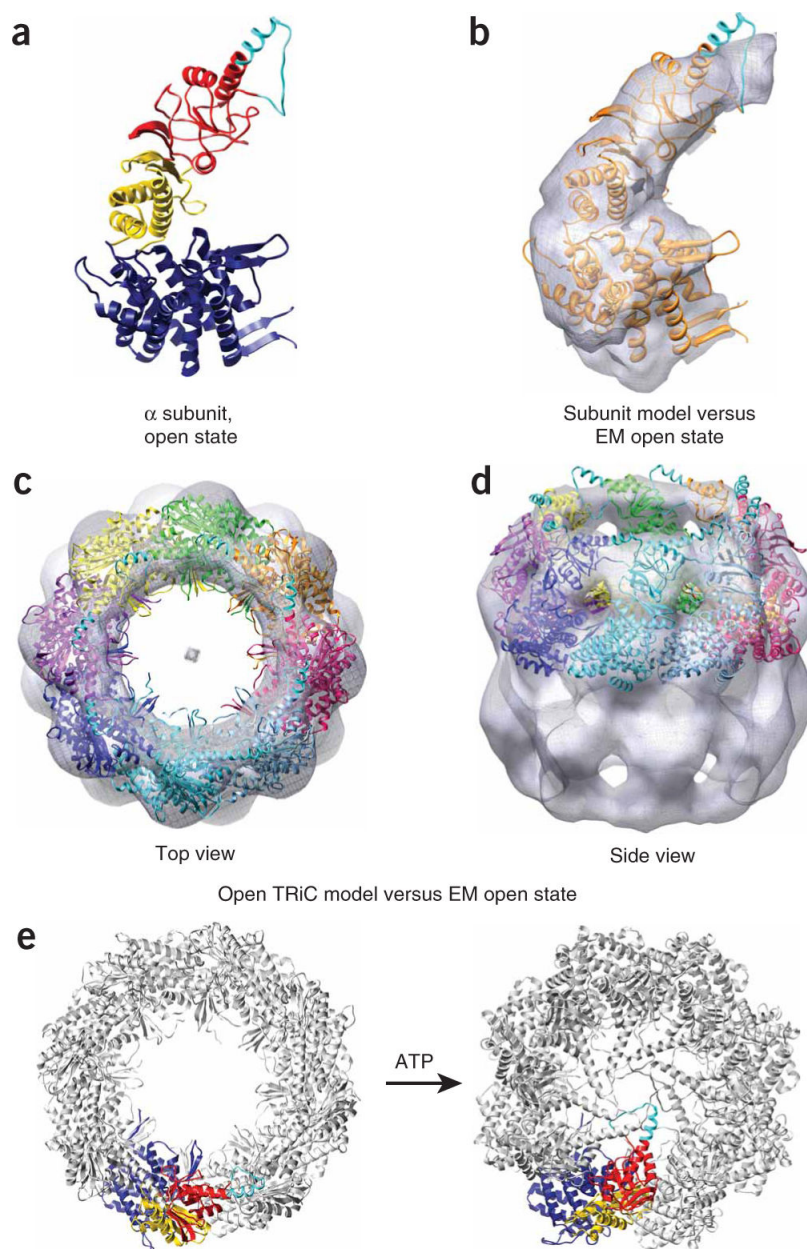 a
b
α subunit,
open state
Subunit model versus
EM open state
c
d
Top view
Side view
Open TRiC model versus EM open state
e
ATP